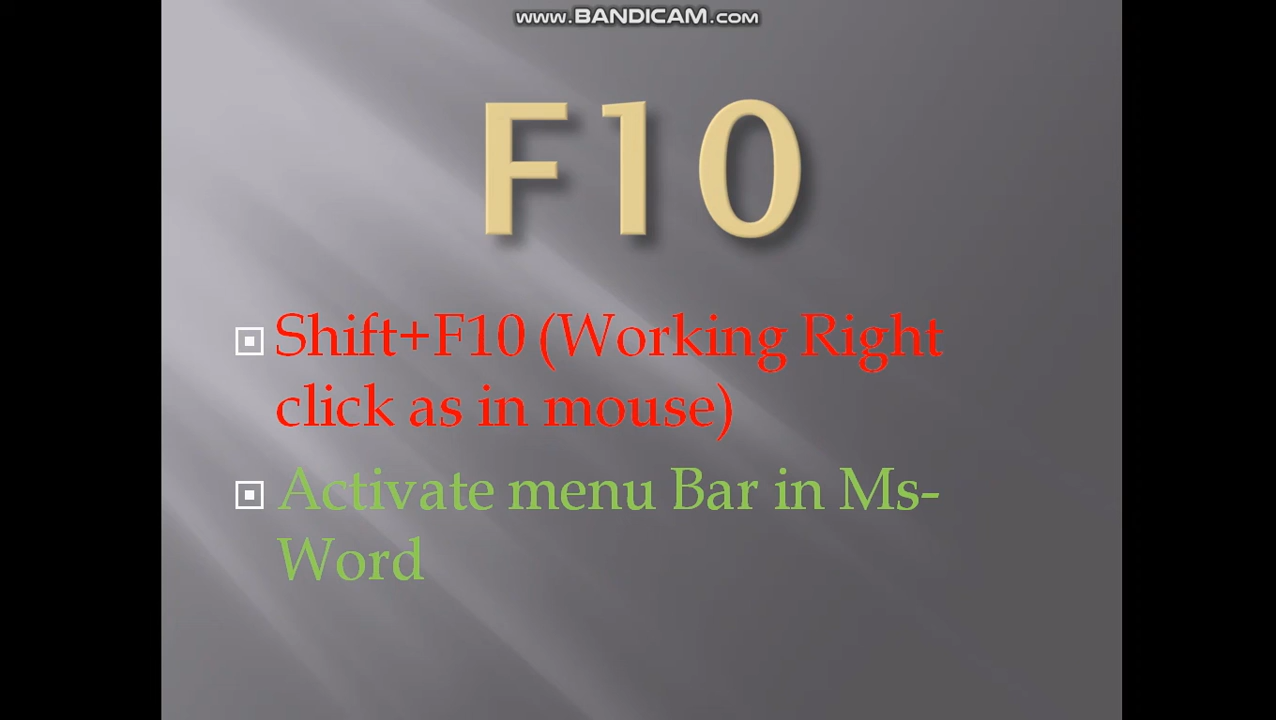 www.BANDICAM.com
F10
Shift+F10 (Working Right
click as in mouse)
Activate menu Bar in Ms-
Word